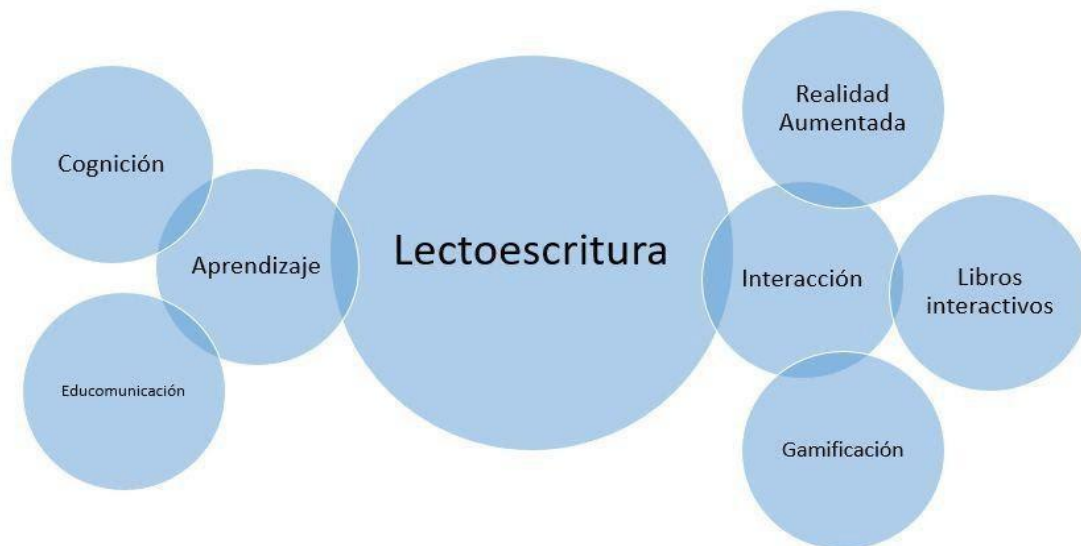 Cognición
Aprendizaje
Educomunicación
Lectoescritura
Realidad
Aumentada
Interacción
Libros
interactivos
Gamificación